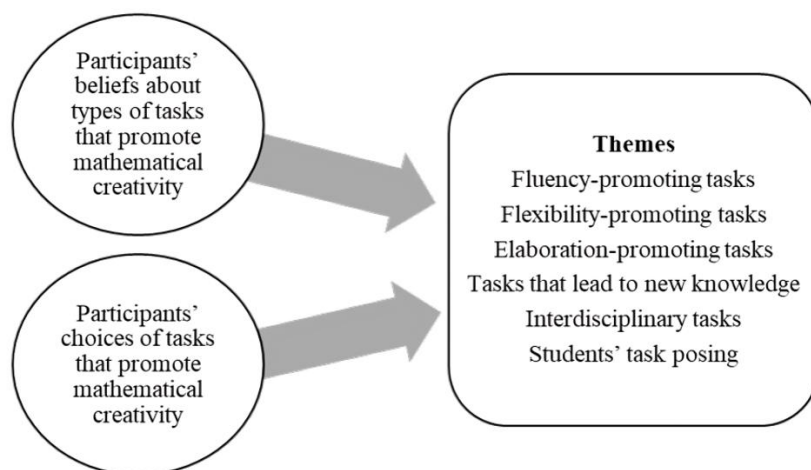 Participants’
beliefs about
types of tasks
that promote
mathematical
creativity
Participants’
choices of tasks
that promote
mathematical
creativity
Themes
Fluency-promoting tasks
Flexibility-promoting tasks
Elaboration-promoting tasks
Tasks that lead to new knowledge
Interdisciplinary tasks
Students’ task posing